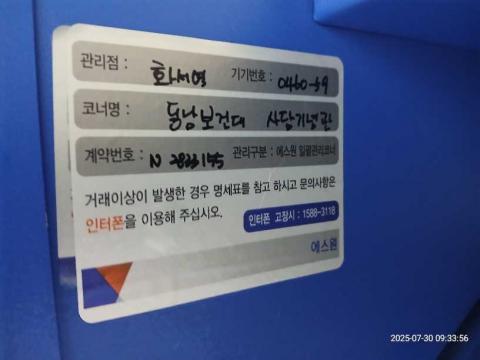 관리점 : 화서역 기기번호 : 0460-59
코너명 : 동남보건대 사담기념관
계약번호 : N 2833145 관리구분 : 에스원 일괄관리코너
거래이상이 발생한 경우 명세표를 참고 하시고 문의사항은
인터폰을 이용해 주십시오.
인터폰 고장시 : 1588-3118
에스원
2025-07-30 09:33:56